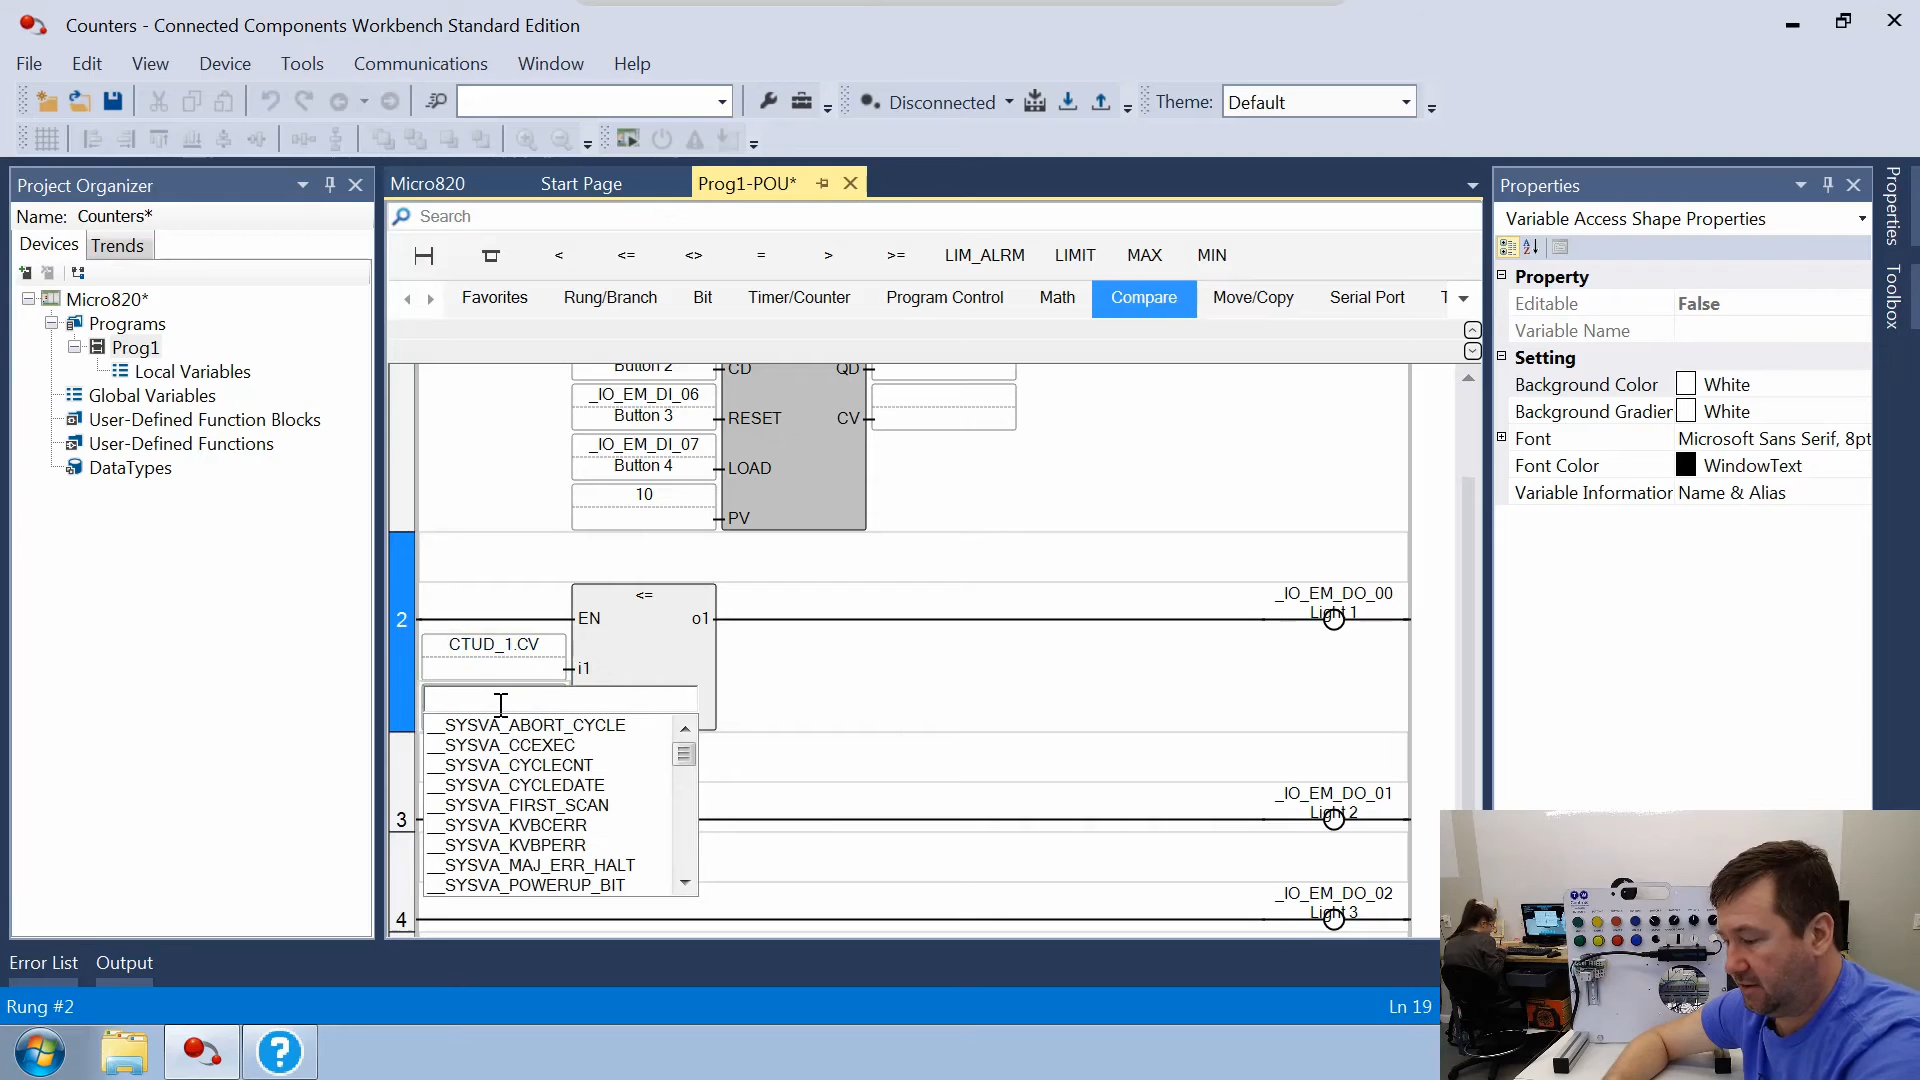 Counters - Connected Components Workbench Standard Edition
File Edit View Device Tools Communications Window Help
Disconnected Theme: Default
Project Organizer
Name: Counters*
Devices Trends
Micro820*
Programs
Prog1
Local Variables
Global Variables
User-Defined Function Blocks
User-Defined Functions
DataTypes
Micro820 Start Page Prog1-POU*
Search
< <= <> = > >= LIM_ALRM LIMIT MAX MIN
Favorites Rung/Branch Bit Timer/Counter Program Control Math Compare Move/Copy Serial Port T
Button 2 CD QD
_IO_EM_DI_06
Button 3 RESET CV
_IO_EM_DI_07
Button 4 LOAD
10
PV
<=
2 EN o1
_IO_EM_DO_00
Light 1
CTUD_1.CV
i1
__SYSVA_ABORT_CYCLE
__SYSVA_CCEXEC
__SYSVA_CYCLECNT
__SYSVA_CYCLEDATE
__SYSVA_FIRST_SCAN
__SYSVA_KVBCERR
__SYSVA_KVBPERR
__SYSVA_MAJ_ERR_HALT
__SYSVA_POWERUP_BIT
3
_IO_EM_DO_01
Light 2
4
_IO_EM_DO_02
Light 3
Properties
Variable Access Shape Properties
Property
Editable False
Variable Name
Setting
Background Color White
Background Gradier White
Font Microsoft Sans Serif, 8pt
Font Color WindowText
Variable Information Name & Alias
Properties
Toolbox
Error List Output
Rung #2 Ln 19